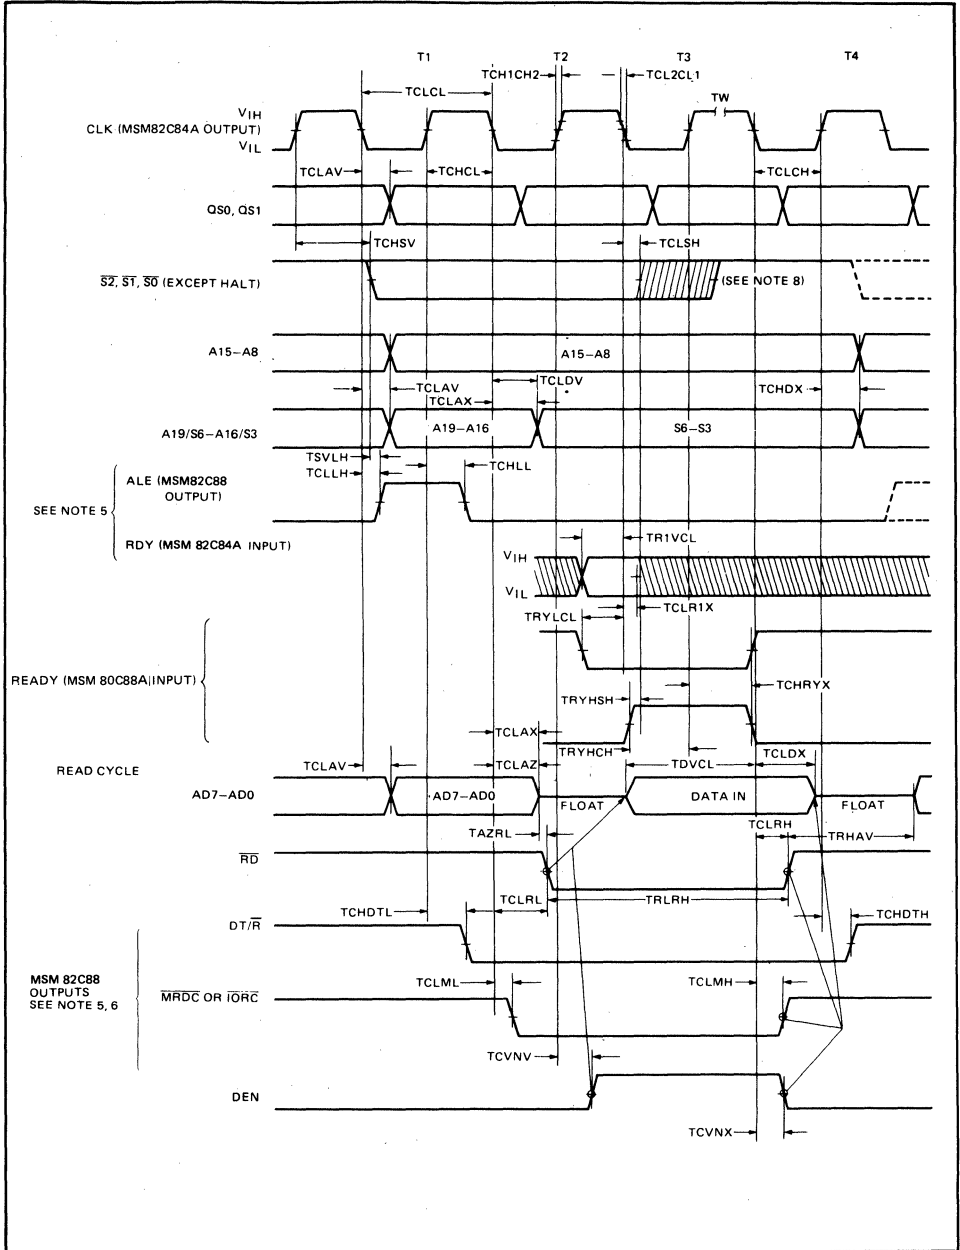 T1 T2 T3 T4
TCH1CH2 TCL2CL1
TCLCL
TW
VIH
CLK (MSM82C84A OUTPUT)
VIL
TCLAV TCHCL TCLCH
QS0, QS1
TCHSV TCLSH
S2, S1, S0 (EXCEPT HALT) (SEE NOTE 8)
A15-A8 A15-A8
TCLDV
TCLAV TCHDX
TCLAX
A19/S6-A16/S3 A19-A16 S6-S3
TSVLH
TCLLH TCHLL
ALE (MSM82C88 OUTPUT)
SEE NOTE 5
RDY (MSM 82C84A INPUT)
TR1VCL
VIH
VIL
TCLR1X
TRYLCL
READY (MSM 80C88A INPUT)
TCHRYX
TRYHSH
TCLAX
TRYHCH TCLDX
READ CYCLE TCLAV TCLAZ TDVCL
AD7-AD0 AD7-AD0 FLOAT DATA IN FLOAT
TCLRH
TAZRL TRHAV
RD
TCLRL TRLRH
TCHDTL TCHDTH
DT/R
MSM 82C88
OUTPUTS
SEE NOTE 5, 6
TCLML TCLMH
MRDC OR IORC
TCVNV
DEN
TCVNX